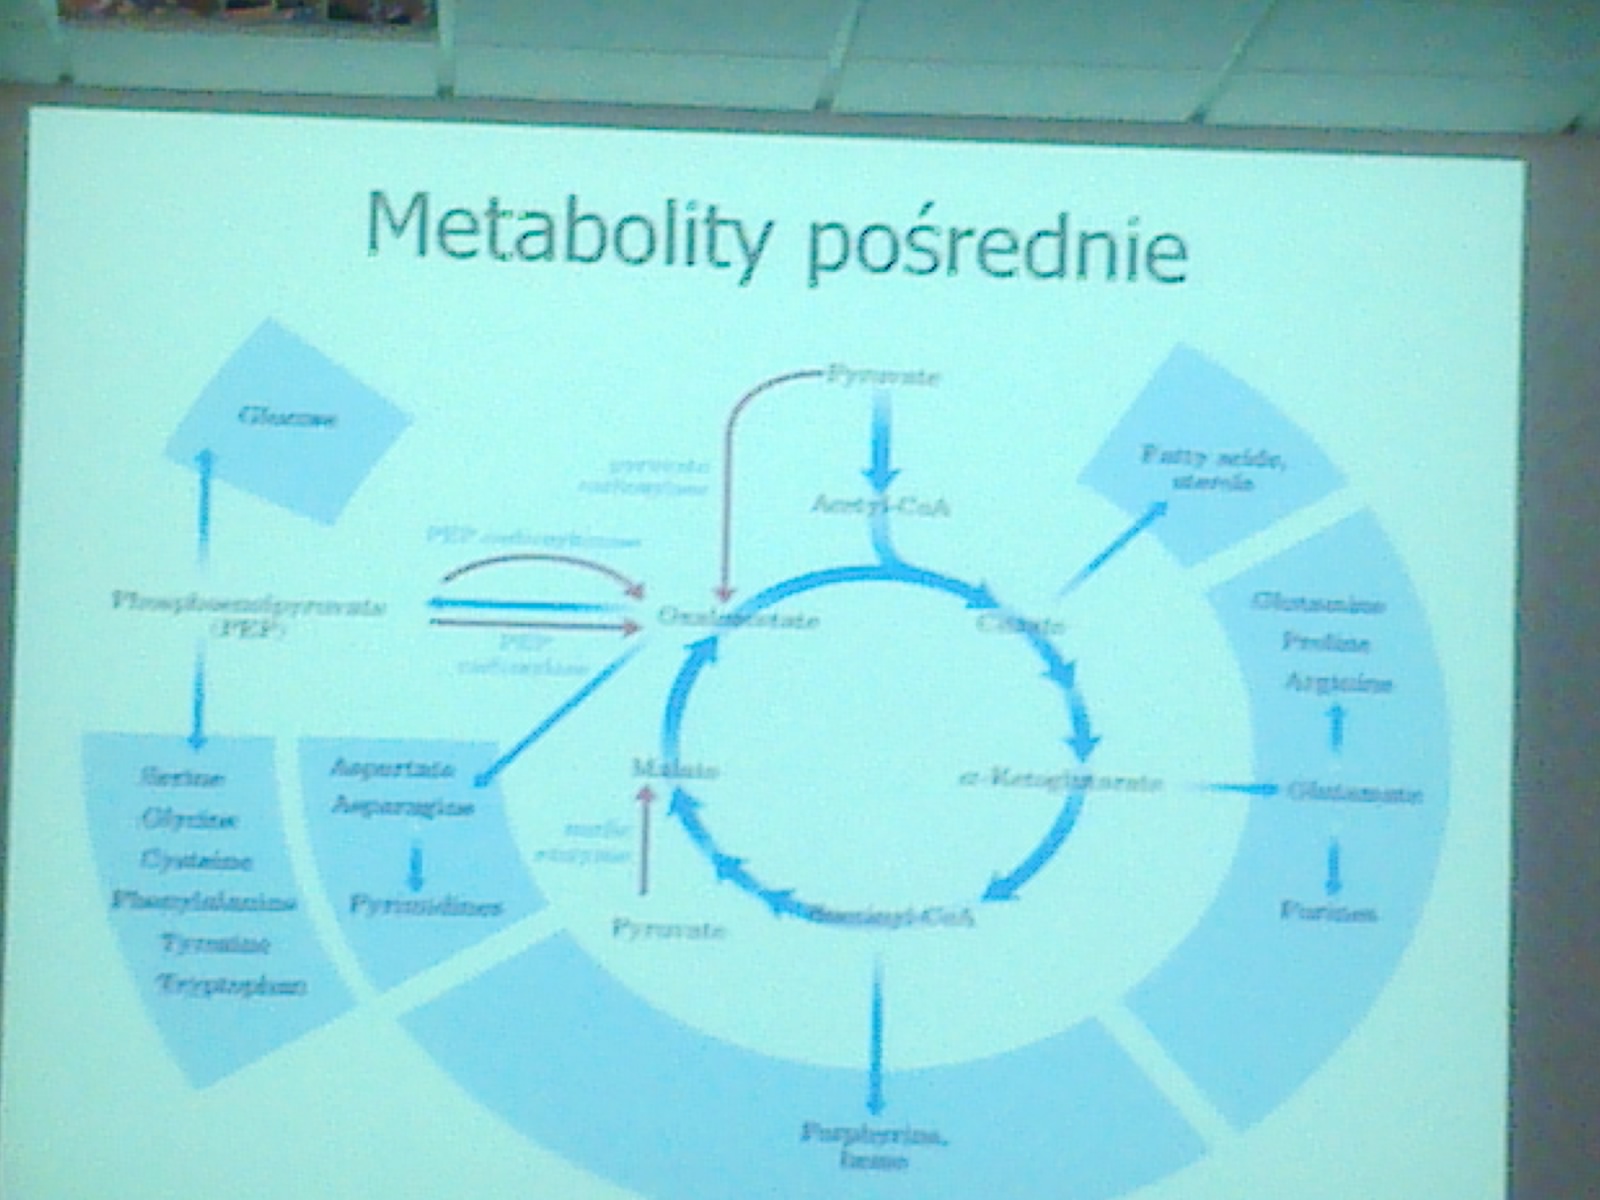 Metabolity pośrednie
Glucose
Pyruvate
pyruvate
carboxylase
Acetyl-CoA
Fatty acids,
sterols
PEP carboxykinase
Phosphoenolpyruvate
(PEP)
Oxaloacetate
Citrate
PEP
carboxylase
Glutamine
Proline
Arginine
Malate
α-Ketoglutarate
Glutamate
Purines
malic
enzyme
Pyruvate
Succinyl-CoA
Serine
Glycine
Cysteine
Phenylalanine
Tyrosine
Tryptophan
Aspartate
Asparagine
Pyrimidines
Porphyrins,
heme